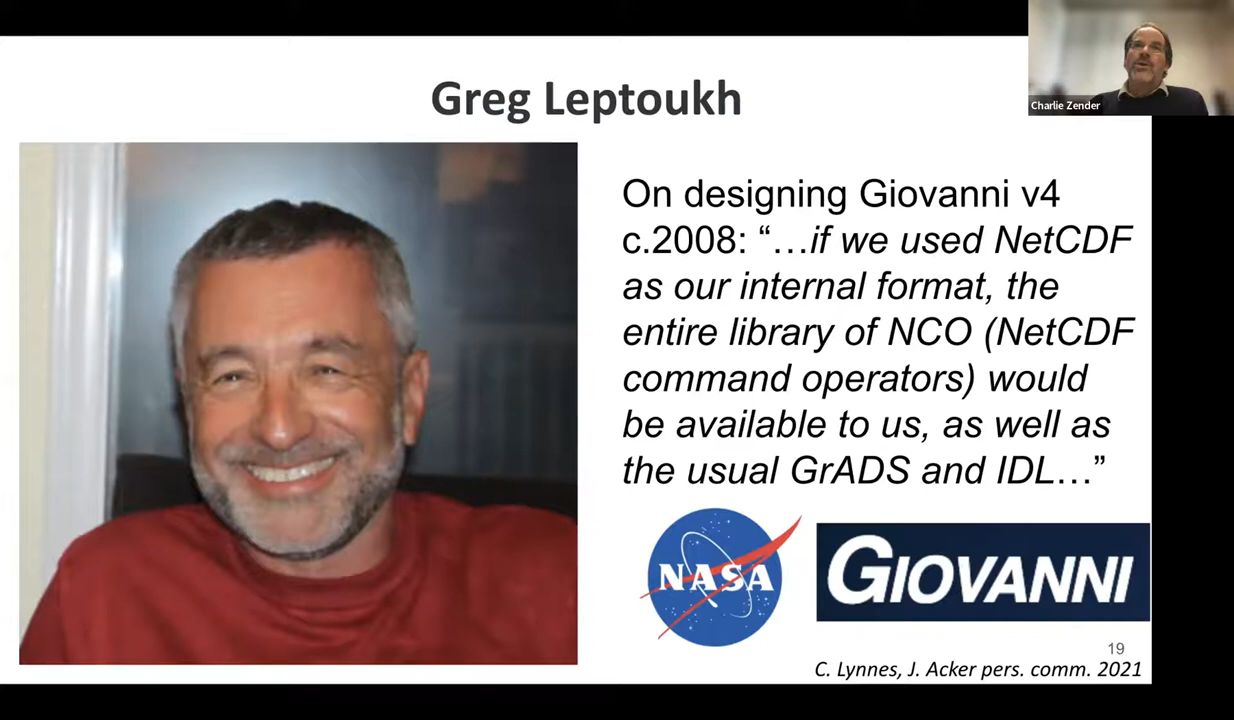 Greg Leptoukh
Charlie Zender
On designing Giovanni v4
c.2008: “…if we used NetCDF
as our internal format, the
entire library of NCO (NetCDF
command operators) would
be available to us, as well as
the usual GrADS and IDL…”
NASA
GIOVANNI
19
C. Lynnes, J. Acker pers. comm. 2021